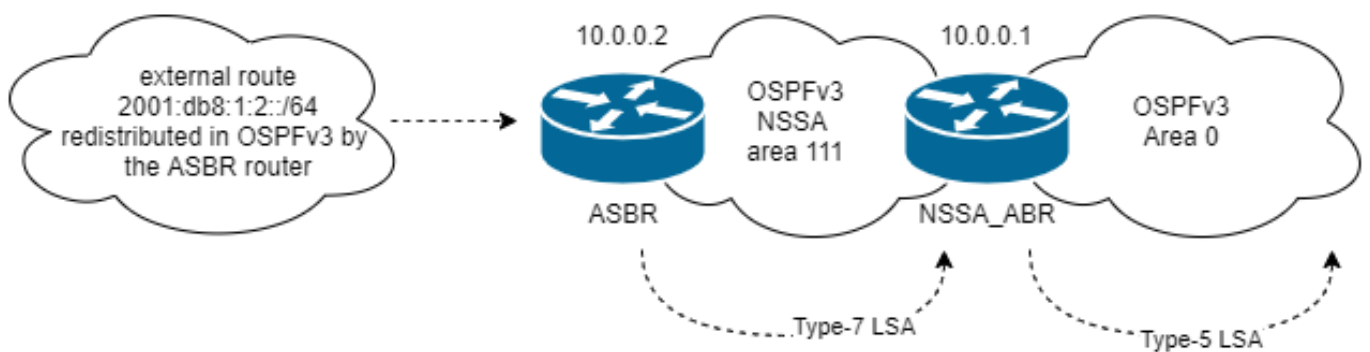 external route
2001:db8:1:2::/64
redistributed in OSPFv3 by
the ASBR router
10.0.0.2
ASBR
OSPFv3
NSSA
area 111
10.0.0.1
NSSA_ABR
OSPFv3
Area 0
Type-7 LSA
Type-5 LSA